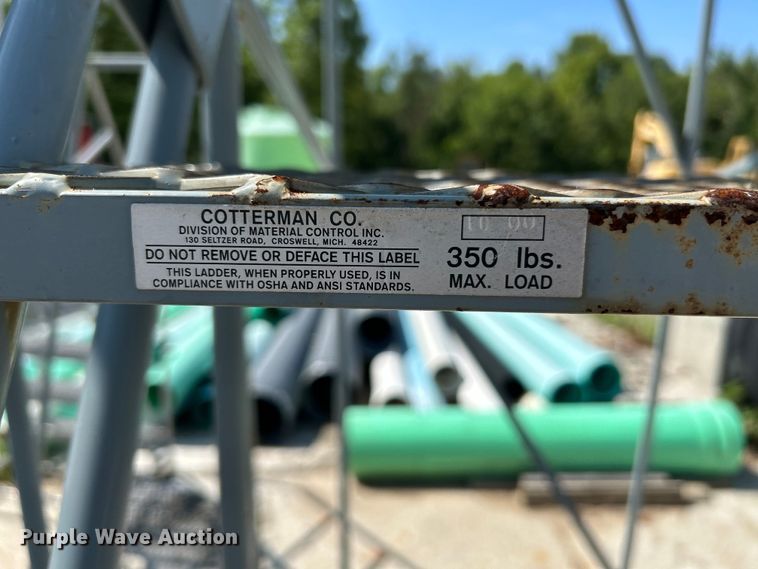 COTTERMAN CO.
DIVISION OF MATERIAL CONTROL INC.
130 SELTZER ROAD, CROSWELL, MICH. 48422
DO NOT REMOVE OR DEFACE THIS LABEL
THIS LADDER, WHEN PROPERLY USED, IS IN
COMPLIANCE WITH OSHA AND ANSI STANDARDS.
350 lbs.
MAX. LOAD
Purple Wave Auction